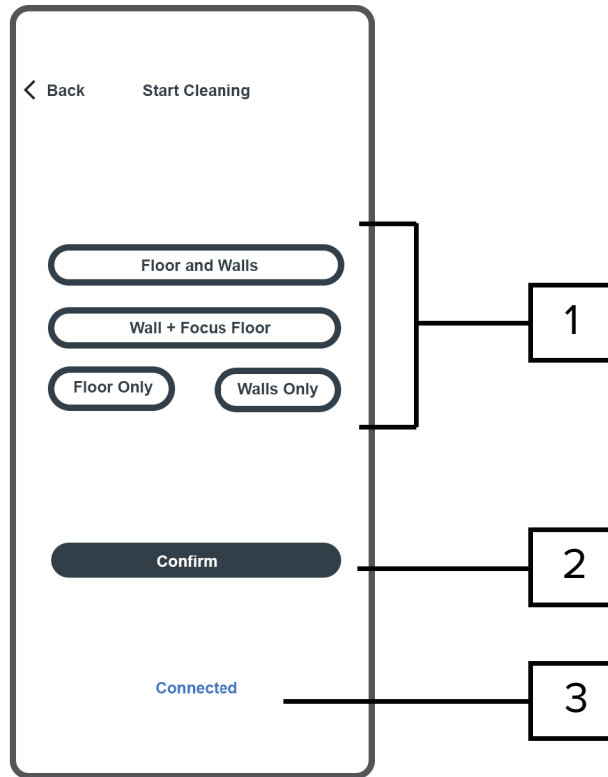 Back Start Cleaning
Floor and Walls
1
Wall + Focus Floor
Floor Only Walls Only
Confirm
2
Connected
3